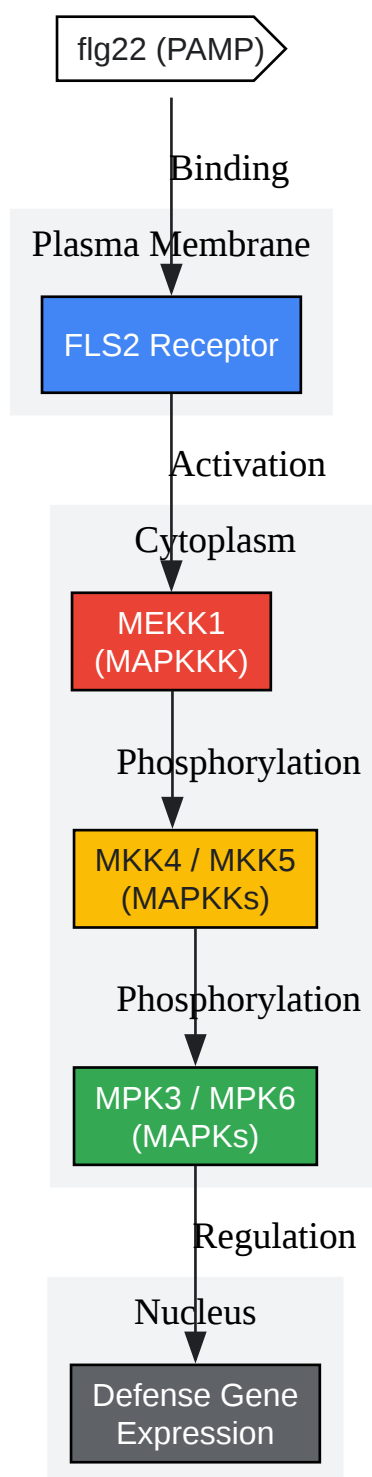 flg22 (PAMP)
Binding
Plasma Membrane
FLS2 Receptor
Activation
Cytoplasm
MEKK1
(MAPKKK)
Phosphorylation
MKK4 / MKK5
(MAPKKs)
Phosphorylation
MPK3 / MPK6
(MAPKs)
Regulation
Nucleus
Defense Gene
Expression